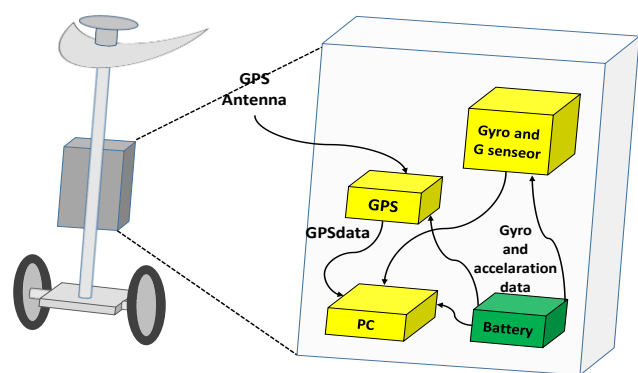 GPS
Antenna
Gyro and
G senseor
GPS
GPSdata
Gyro
and
accelaration
data
PC
Battery